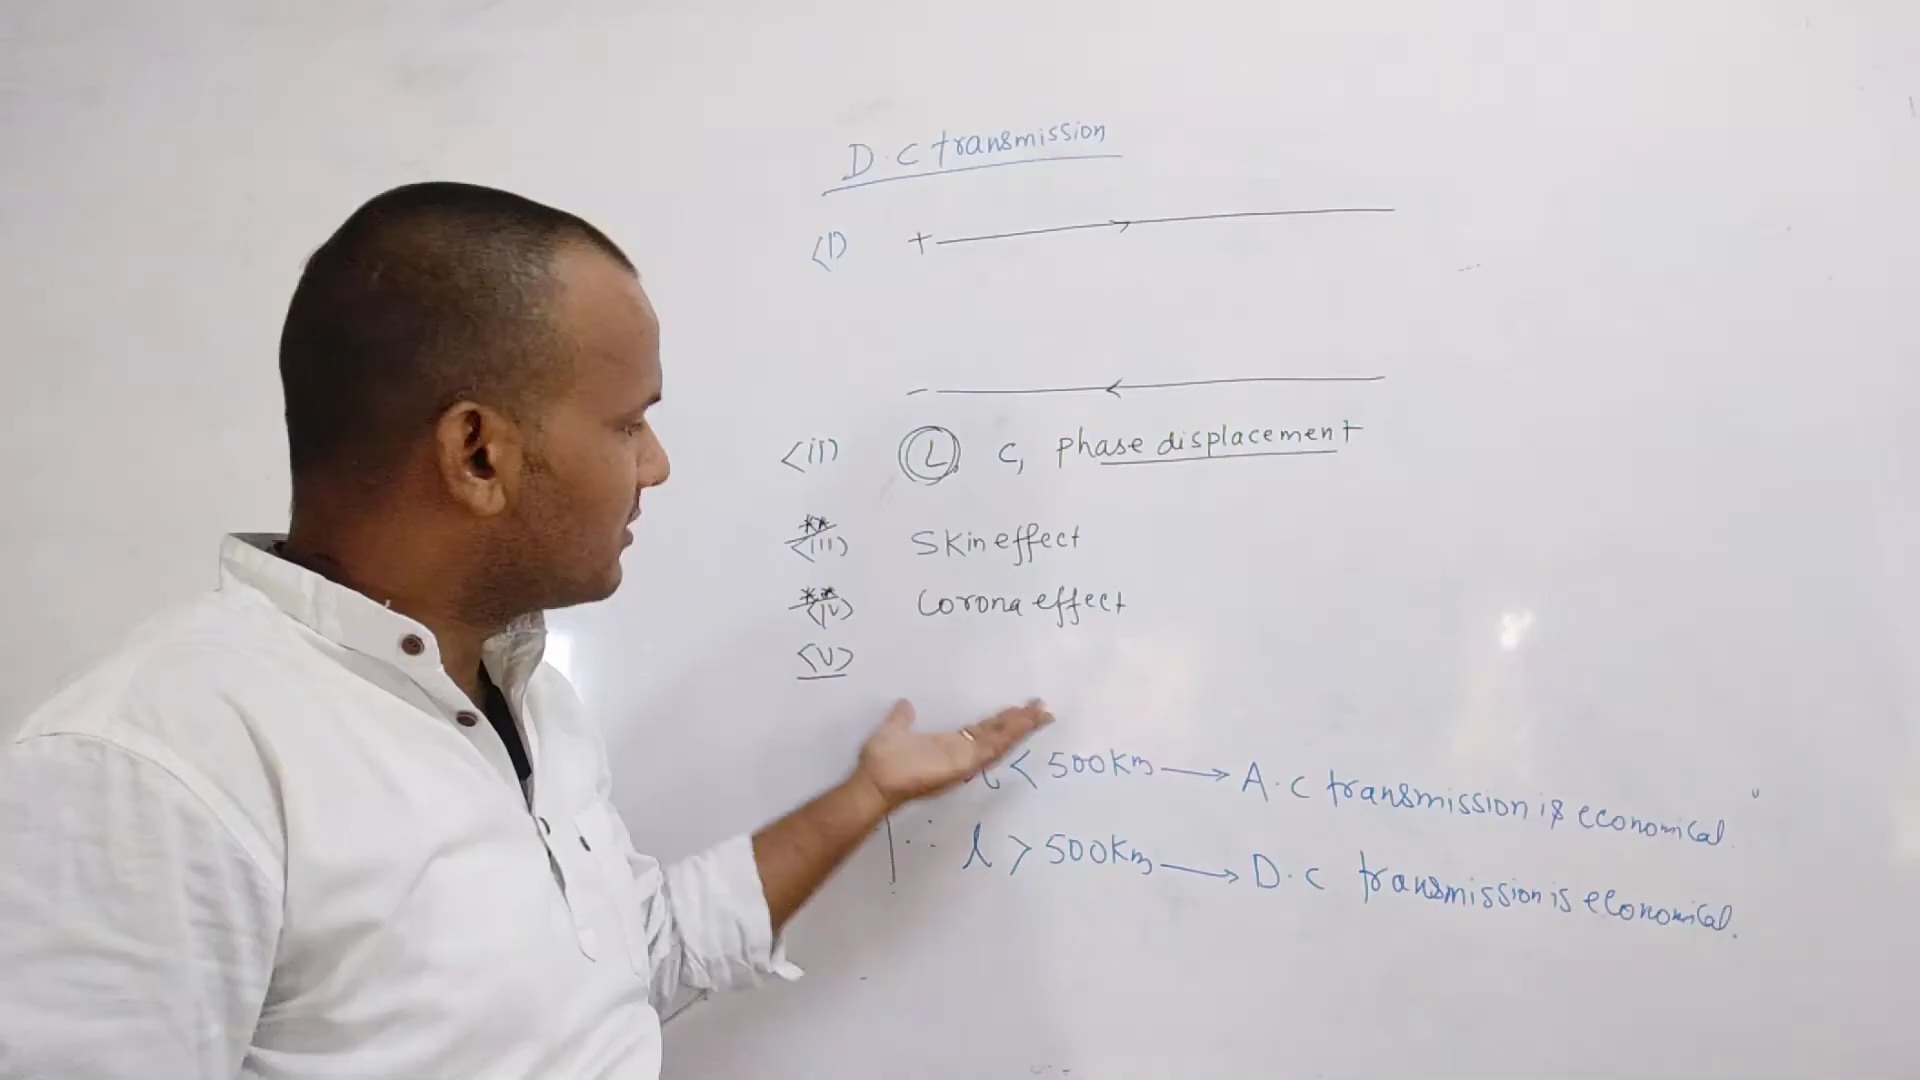 D.C transmission
<I) +
-
<II) L C, phase displacement
** <III) Skin effect
** <IV) Corona effect
<V>
l < 500Km → A.C transmission is economical.
∴ l > 500Km → D.C transmission is economical.